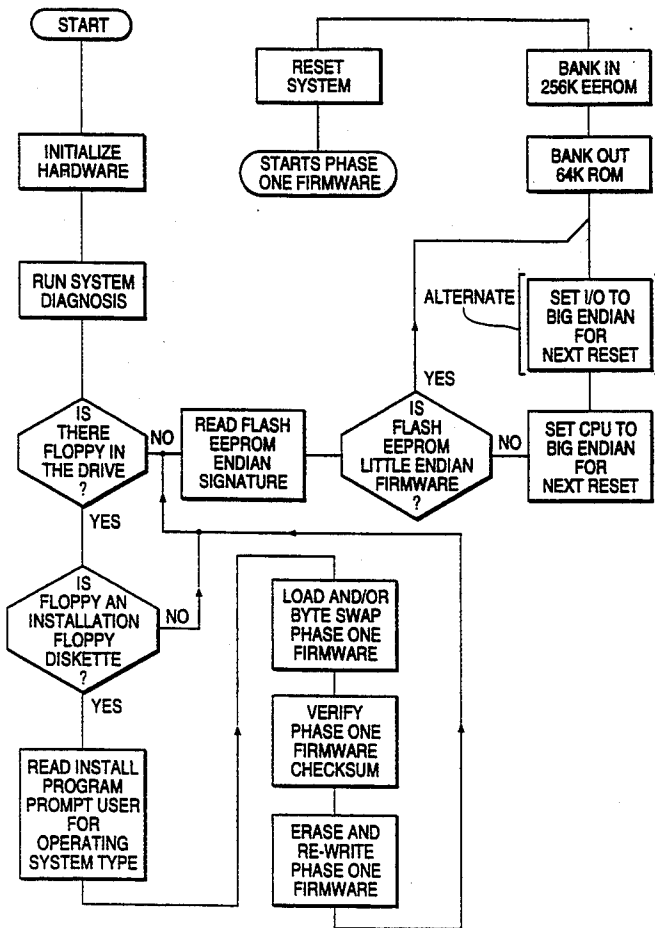 START
INITIALIZE
HARDWARE
RUN SYSTEM
DIAGNOSIS
IS
THERE
FLOPPY IN
THE DRIVE
?
NO
YES
IS
FLOPPY AN
INSTALLATION
FLOPPY
DISKETTE
?
NO
YES
READ INSTALL
PROGRAM
PROMPT USER
FOR
OPERATING
SYSTEM TYPE
LOAD AND/OR
BYTE SWAP
PHASE ONE
FIRMWARE
VERIFY
PHASE ONE
FIRMWARE
CHECKSUM
ERASE AND
RE-WRITE
PHASE ONE
FIRMWARE
READ FLASH
EEPROM
ENDIAN
SIGNATURE
IS
FLASH
EEPROM
LITTLE ENDIAN
FIRMWARE
?
YES
NO
SET CPU TO
BIG ENDIAN
FOR
NEXT RESET
ALTERNATE
SET I/O TO
BIG ENDIAN
FOR
NEXT RESET
BANK OUT
64K ROM
BANK IN
256K EEROM
RESET
SYSTEM
STARTS PHASE
ONE FIRMWARE